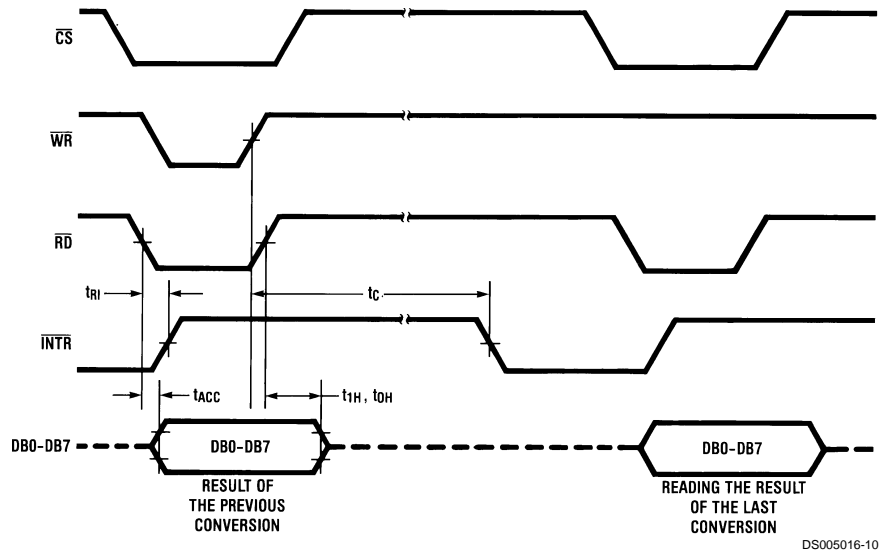 CS
WR
RD
tRI
tC
INTR
tACC
t1H, t0H
DB0-DB7
DB0-DB7
DB0-DB7
RESULT OF
THE PREVIOUS
CONVERSION
READING THE RESULT
OF THE LAST
CONVERSION
DS005016-10